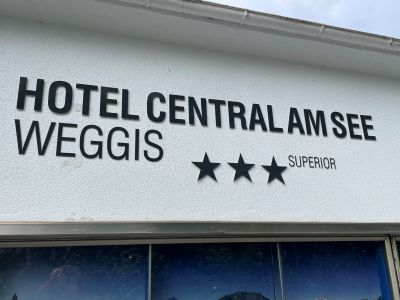 HOTEL CENTRAL AM SEE
WEGGIS
★★★ SUPERIOR